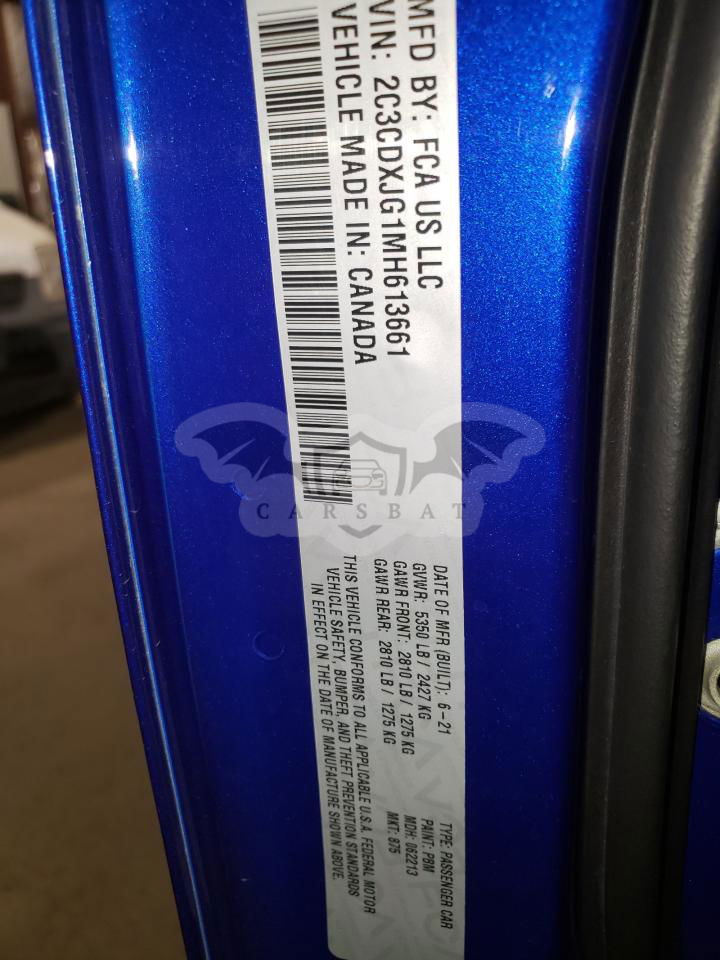 MFD BY: FCA US LLC
VIN: 2C3CDXJG1MH613661
VEHICLE MADE IN: CANADA
CARSBAT
DATE OF MFR (BUILT): 6-21
GVWR: 5350 LB / 2427 KG
GAWR FRONT: 2810 LB / 1275 KG
GAWR REAR: 2810 LB / 1275 KG
TYPE: PASSENGER CAR
PAINT: PBM
MDH: 062213
MKT: 875
THIS VEHICLE CONFORMS TO ALL APPLICABLE U.S.A. FEDERAL MOTOR
VEHICLE SAFETY, BUMPER, AND THEFT PREVENTION STANDARDS
IN EFFECT ON THE DATE OF MANUFACTURE SHOWN ABOVE.